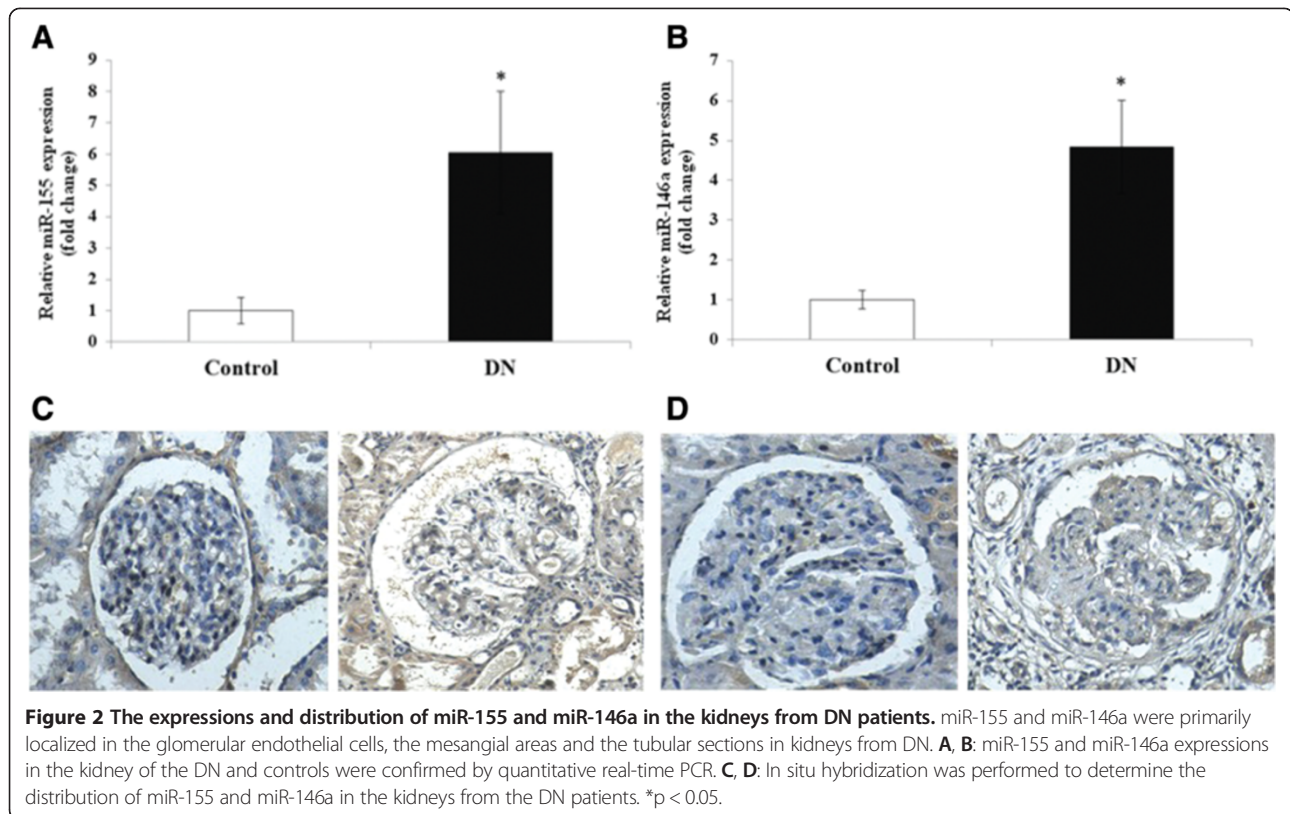 A
B
Relative miR-155 expression
(fold change)
9
8
7
6
5
4
3
2
1
0
*
Control
DN
Relative miR-146a expression
(fold change)
7
6
5
4
3
2
1
0
*
Control
DN
C
D
Figure 2 The expressions and distribution of miR-155 and miR-146a in the kidneys from DN patients. miR-155 and miR-146a were primarily
localized in the glomerular endothelial cells, the mesangial areas and the tubular sections in kidneys from DN. A, B: miR-155 and miR-146a expressions
in the kidney of the DN and controls were confirmed by quantitative real-time PCR. C, D: In situ hybridization was performed to determine the
distribution of miR-155 and miR-146a in the kidneys from the DN patients. *p < 0.05.